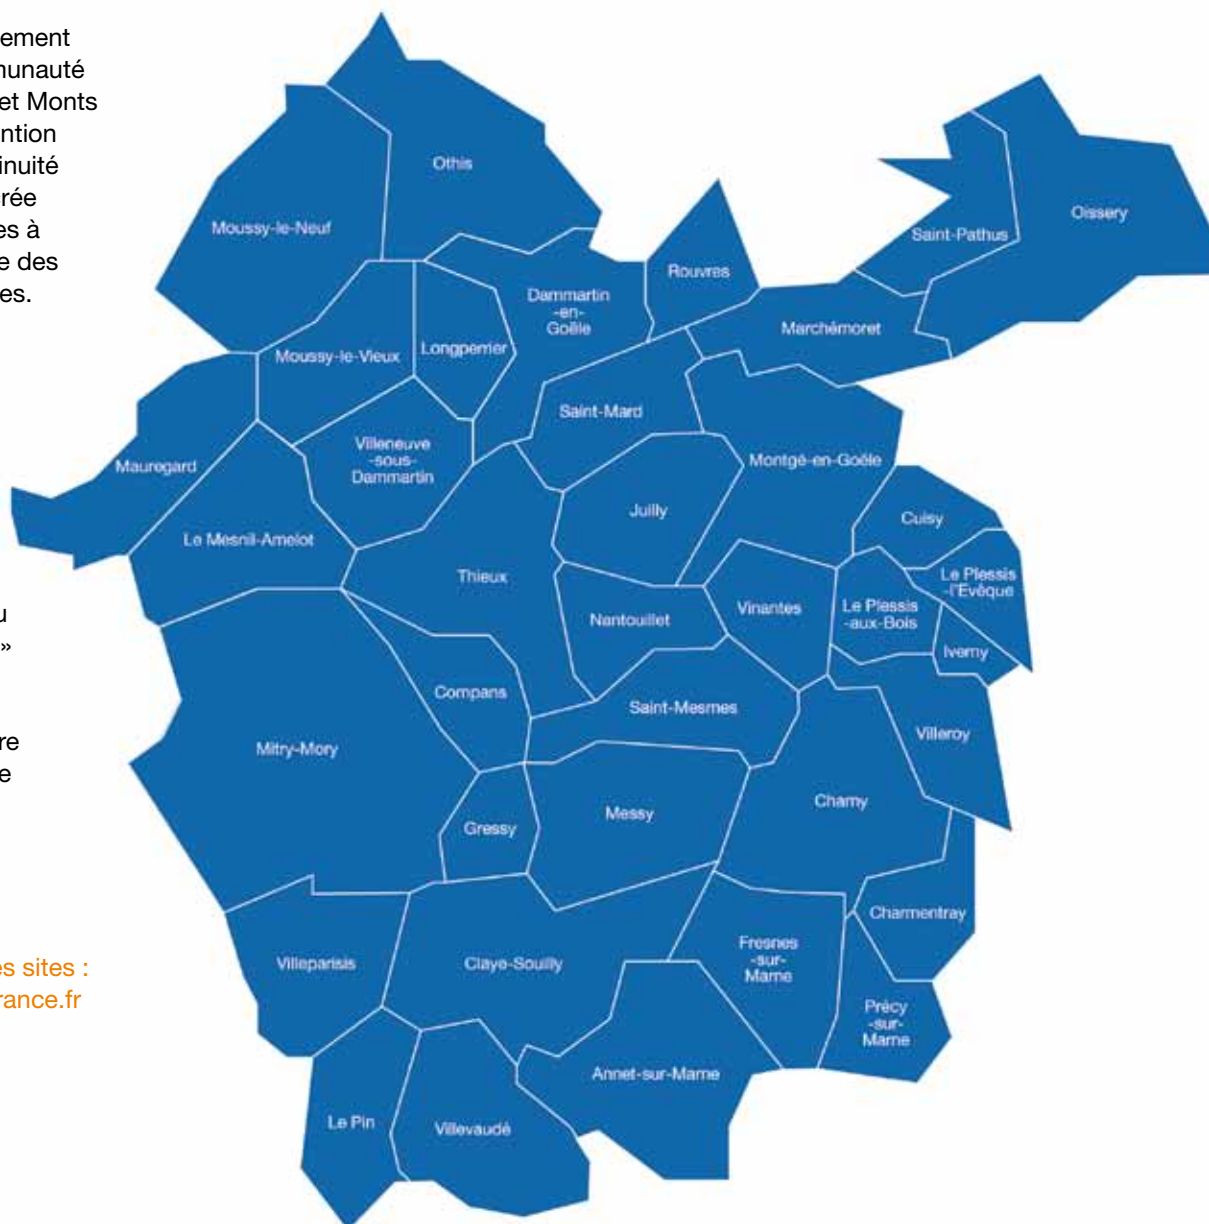 ement
munauté
et Monts
ention
inuité
crée
es à
e des
es.
u
»
re
e
es sites :
rance.fr
Othis
Moussy-le-Neuf
Oissery
Saint-Pathus
Rouvres
Dammartin
-en-
Goële
Marchémoret
Moussy-le-Vieux
Longperrier
Saint-Mard
Villeneuve
-sous-
Dammartin
Mauregard
Montgé-en-Goële
Juilly
Cuisy
Le Mesnil-Amelot
Thieux
Le Plessis
-l'Evêque
Nantouillet
Vinantes
Le Plessis
-aux-Bois
Iverny
Compans
Saint-Mesmes
Villeroy
Mitry-Mory
Charny
Messy
Gressy
Charmentray
Villeparisis
Claye-Souilly
Fresnes
-sur-
Marne
Précy
-sur-
Marne
Annet-sur-Marne
Le Pin
Villevaudé